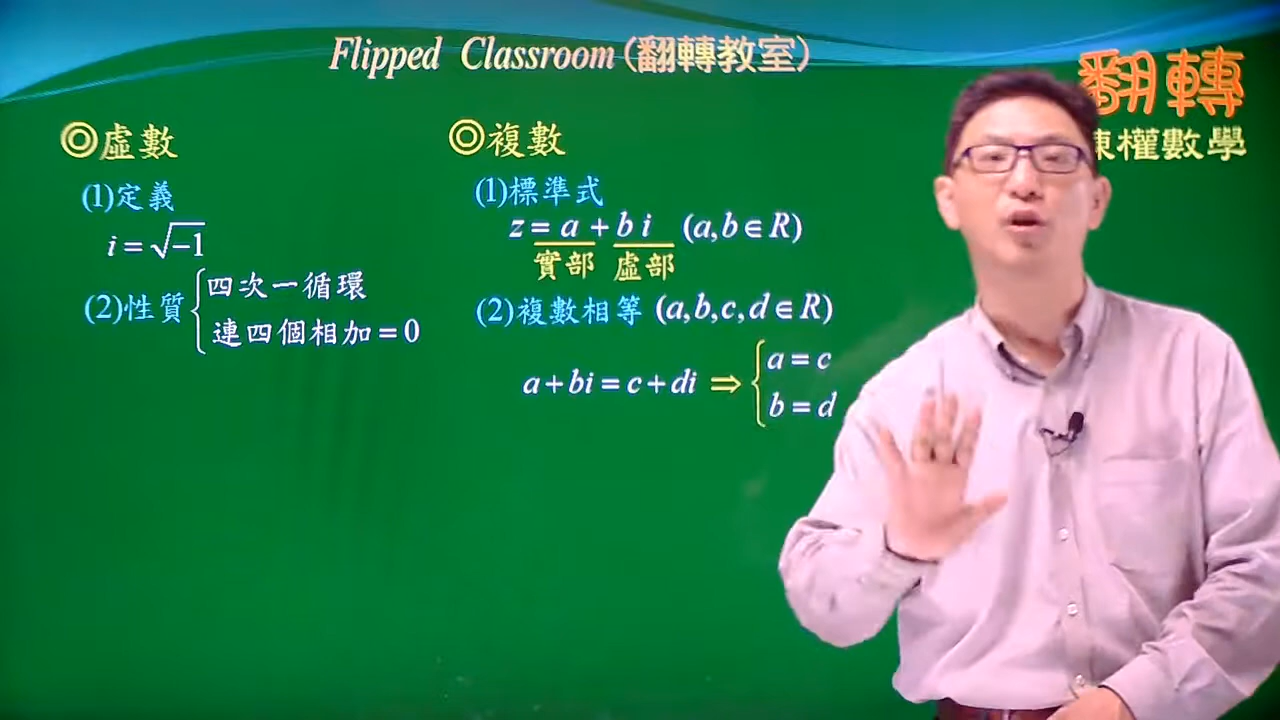 Flipped Classroom(翻轉教室)
翻轉
陳權數學
◎虛數
(1)定義
i = √-1
(2)性質{四次一循環
連四個相加=0
◎複數
(1)標準式
z = a + b i (a,b∈R)
實部 虛部
(2)複數相等 (a,b,c,d∈R)
a+bi=c+di ⇒ {a=c
b=d